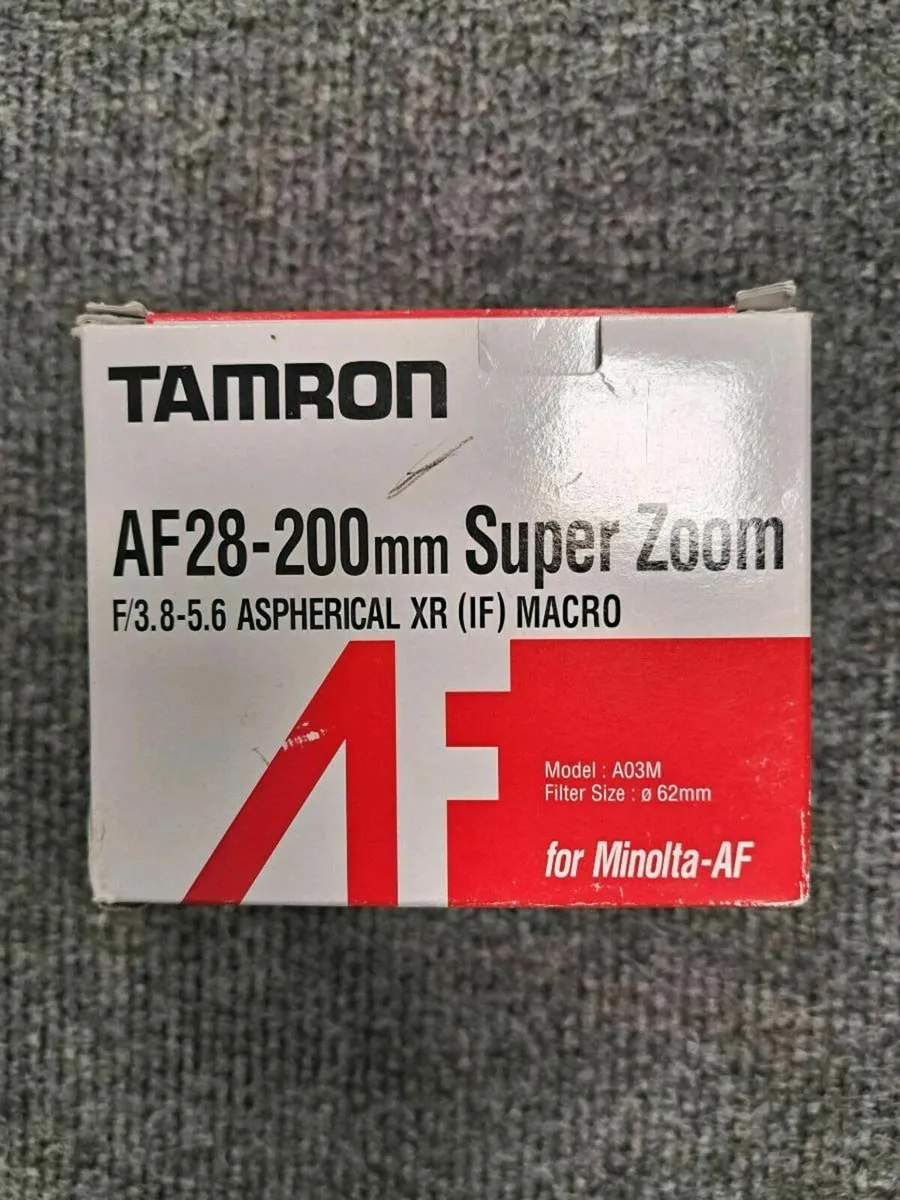 TAMRON
AF28-200mm Super Zoom
F/3.8-5.6 ASPHERICAL XR (IF) MACRO
AF
Model : A03M
Filter Size : ø 62mm
for Minolta-AF